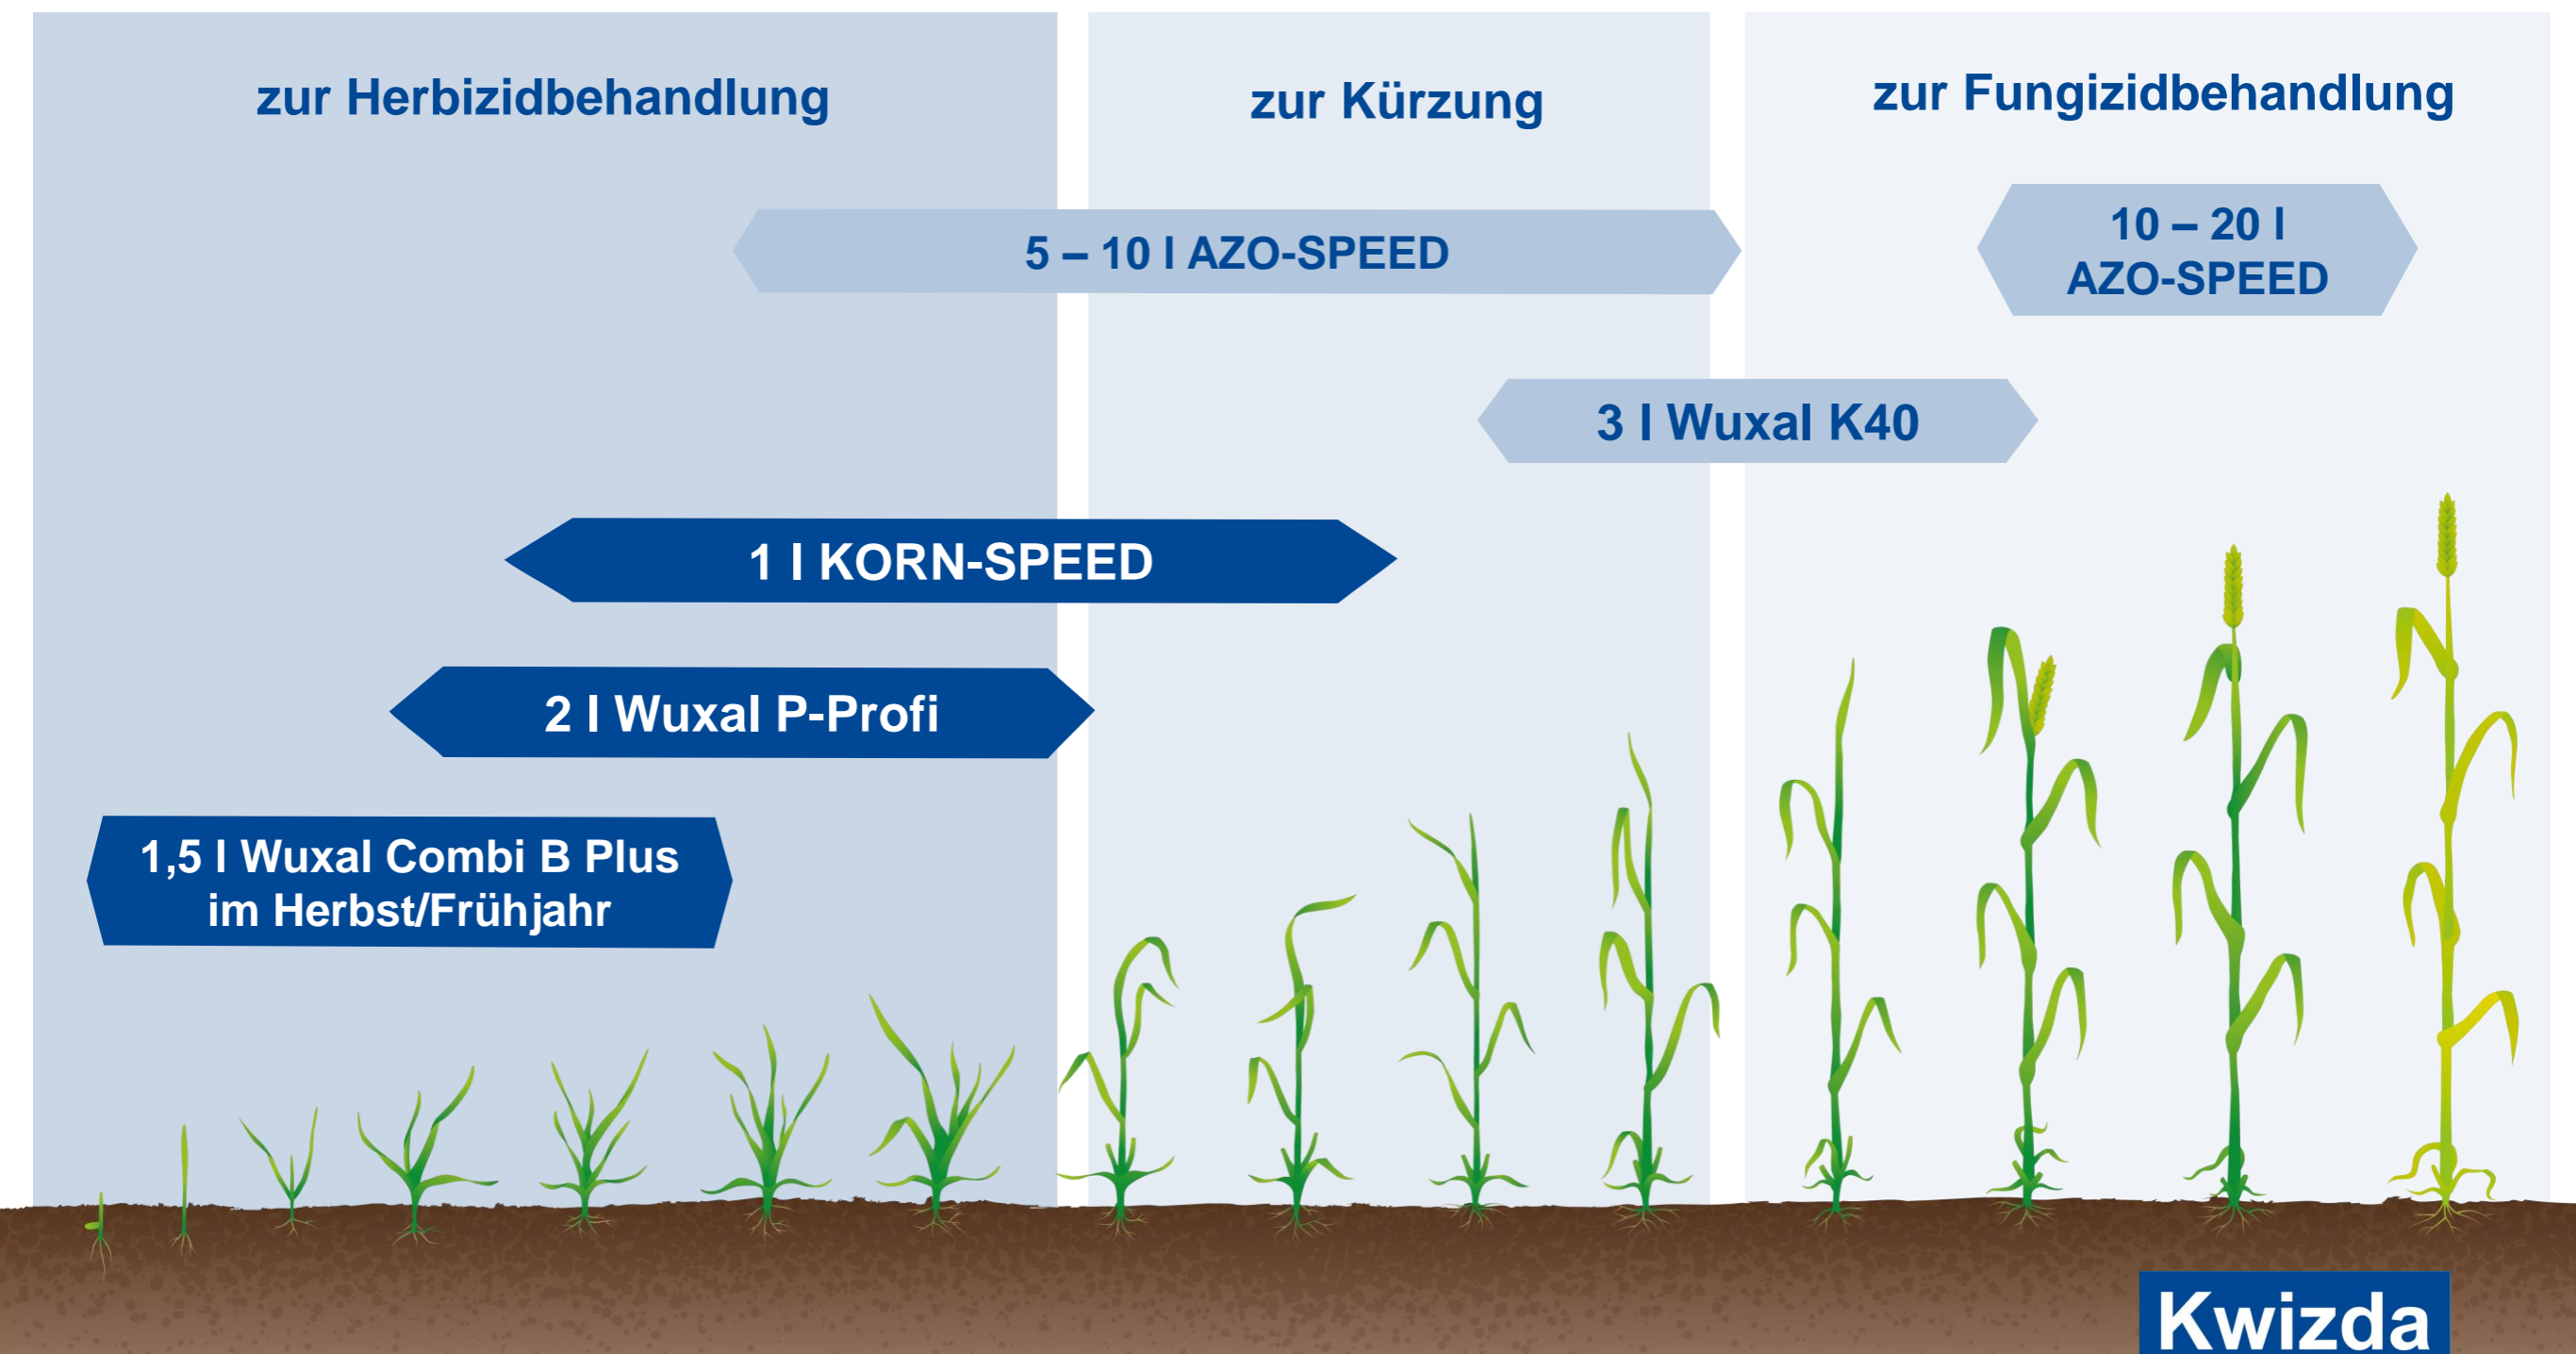 zur Herbizidbehandlung
zur Kürzung
zur Fungizidbehandlung
5 – 10 l AZO-SPEED
10 – 20 l
AZO-SPEED
3 l Wuxal K40
1 l KORN-SPEED
2 l Wuxal P-Profi
1,5 l Wuxal Combi B Plus
im Herbst/Frühjahr
Kwizda